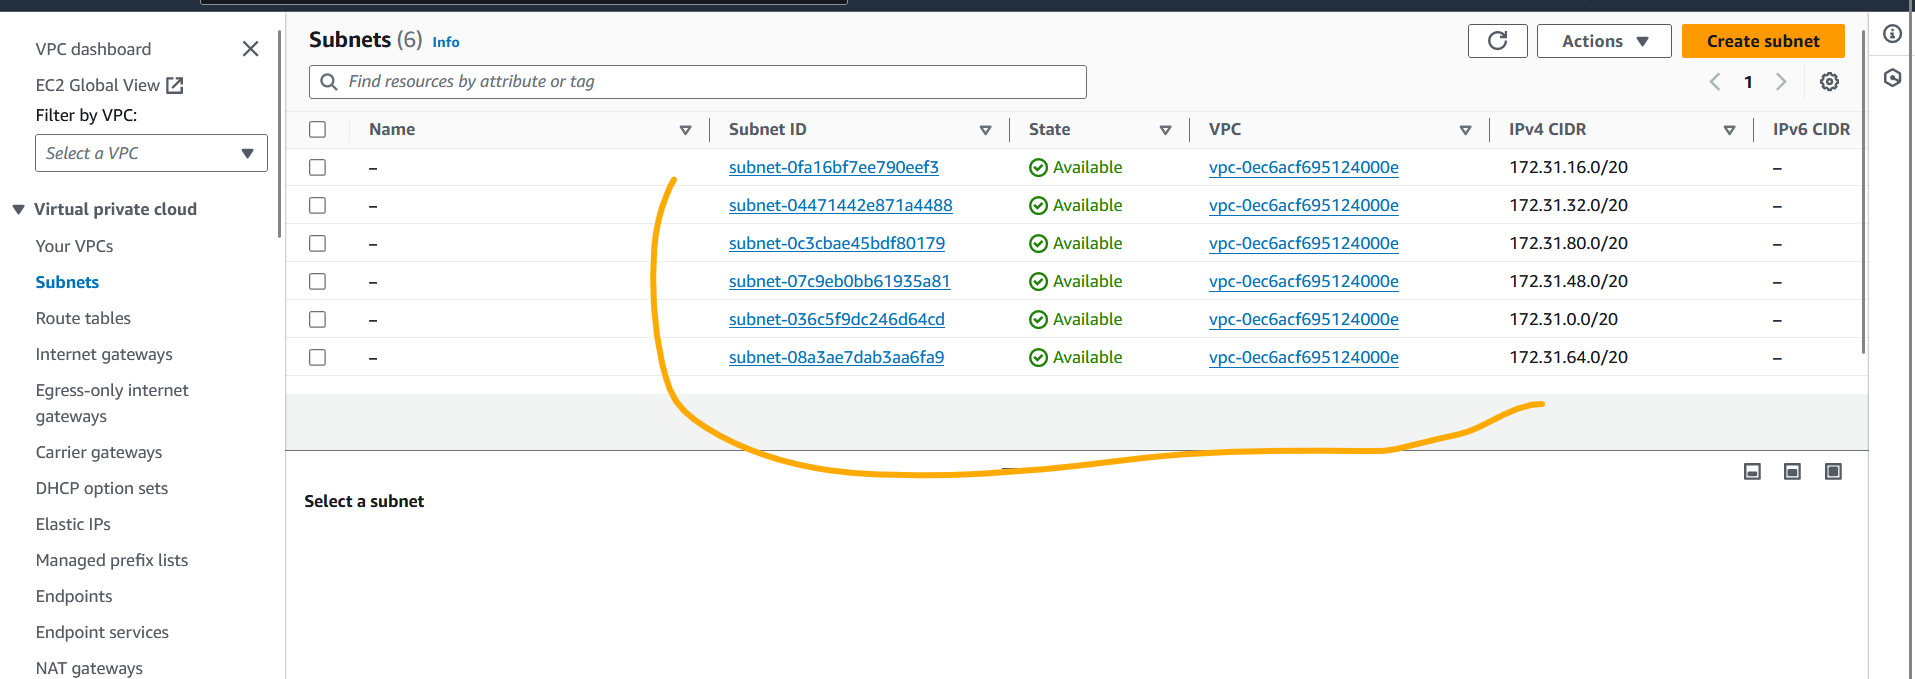 VPC dashboard
EC2 Global View
Filter by VPC:
Select a VPC
Virtual private cloud
Your VPCs
Subnets
Route tables
Internet gateways
Egress-only internet
gateways
Carrier gateways
DHCP option sets
Elastic IPs
Managed prefix lists
Endpoints
Endpoint services
NAT gateways
Subnets (6) Info
Actions
Create subnet
Find resources by attribute or tag
1
Name Subnet ID State VPC IPv4 CIDR IPv6 CIDR
– subnet-0fa16bf7ee790eef3 Available vpc-0ec6acf695124000e 172.31.16.0/20 –
– subnet-04471442e871a4488 Available vpc-0ec6acf695124000e 172.31.32.0/20 –
– subnet-0c3cbae45bdf80179 Available vpc-0ec6acf695124000e 172.31.80.0/20 –
– subnet-07c9eb0bb61935a81 Available vpc-0ec6acf695124000e 172.31.48.0/20 –
– subnet-036c5f9dc246d64cd Available vpc-0ec6acf695124000e 172.31.0.0/20 –
– subnet-08a3ae7dab3aa6fa9 Available vpc-0ec6acf695124000e 172.31.64.0/20 –
Select a subnet